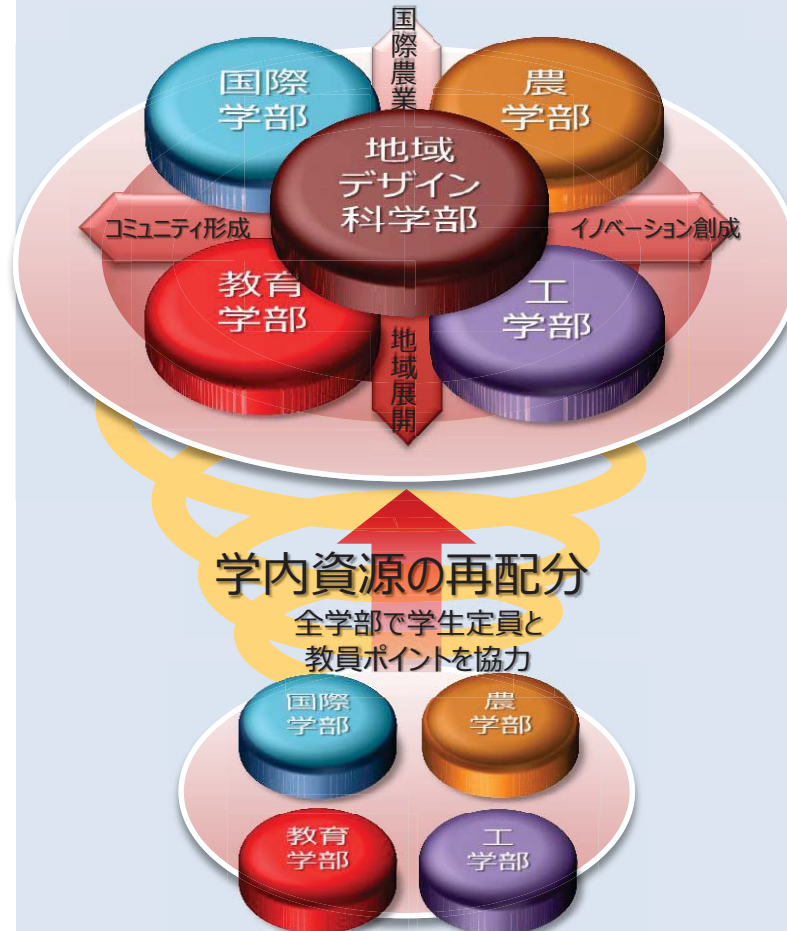 国際農業
国際
学部
農
学部
地域
デザイン
科学部
コミュニティ形成
イノベーション創成
教育
学部
工
学部
地域展開
学内資源の再配分
全学部で学生定員と
教員ポイントを協力
国際
学部
農
学部
教育
学部
工
学部